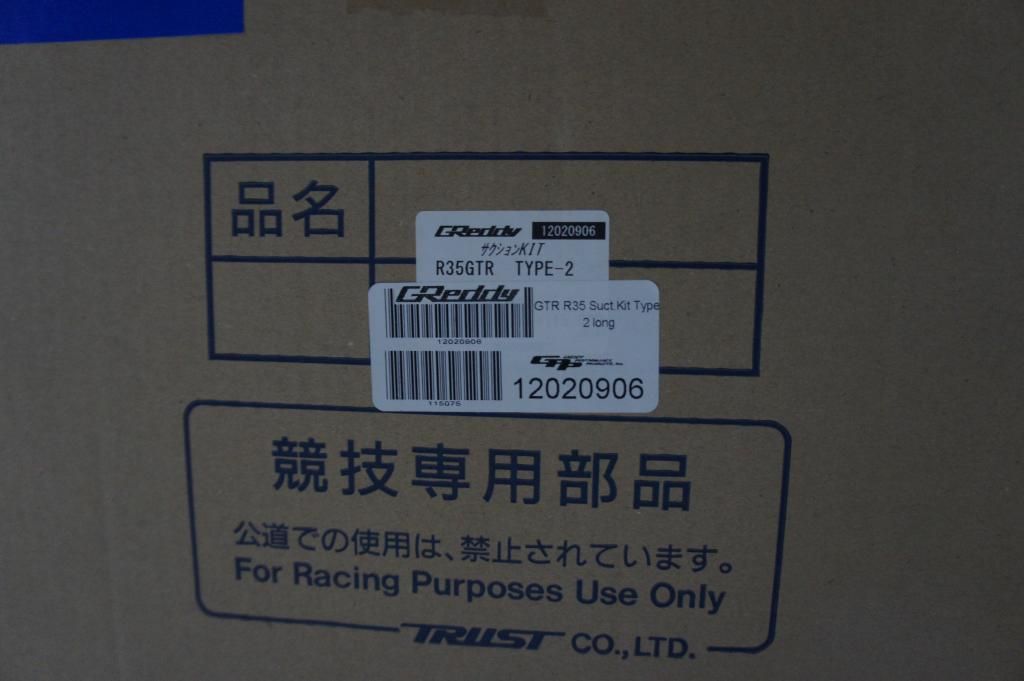 品名
GReddy 12020906
サクションKIT
R35GTR TYPE-2
GReddy
GTR R35 Suct.Kit Type
2 long
12020906
12020906
115075
競技専用部品
公道での使用は、禁止されています。
For Racing Purposes Use Only
TRUST CO.,LTD.